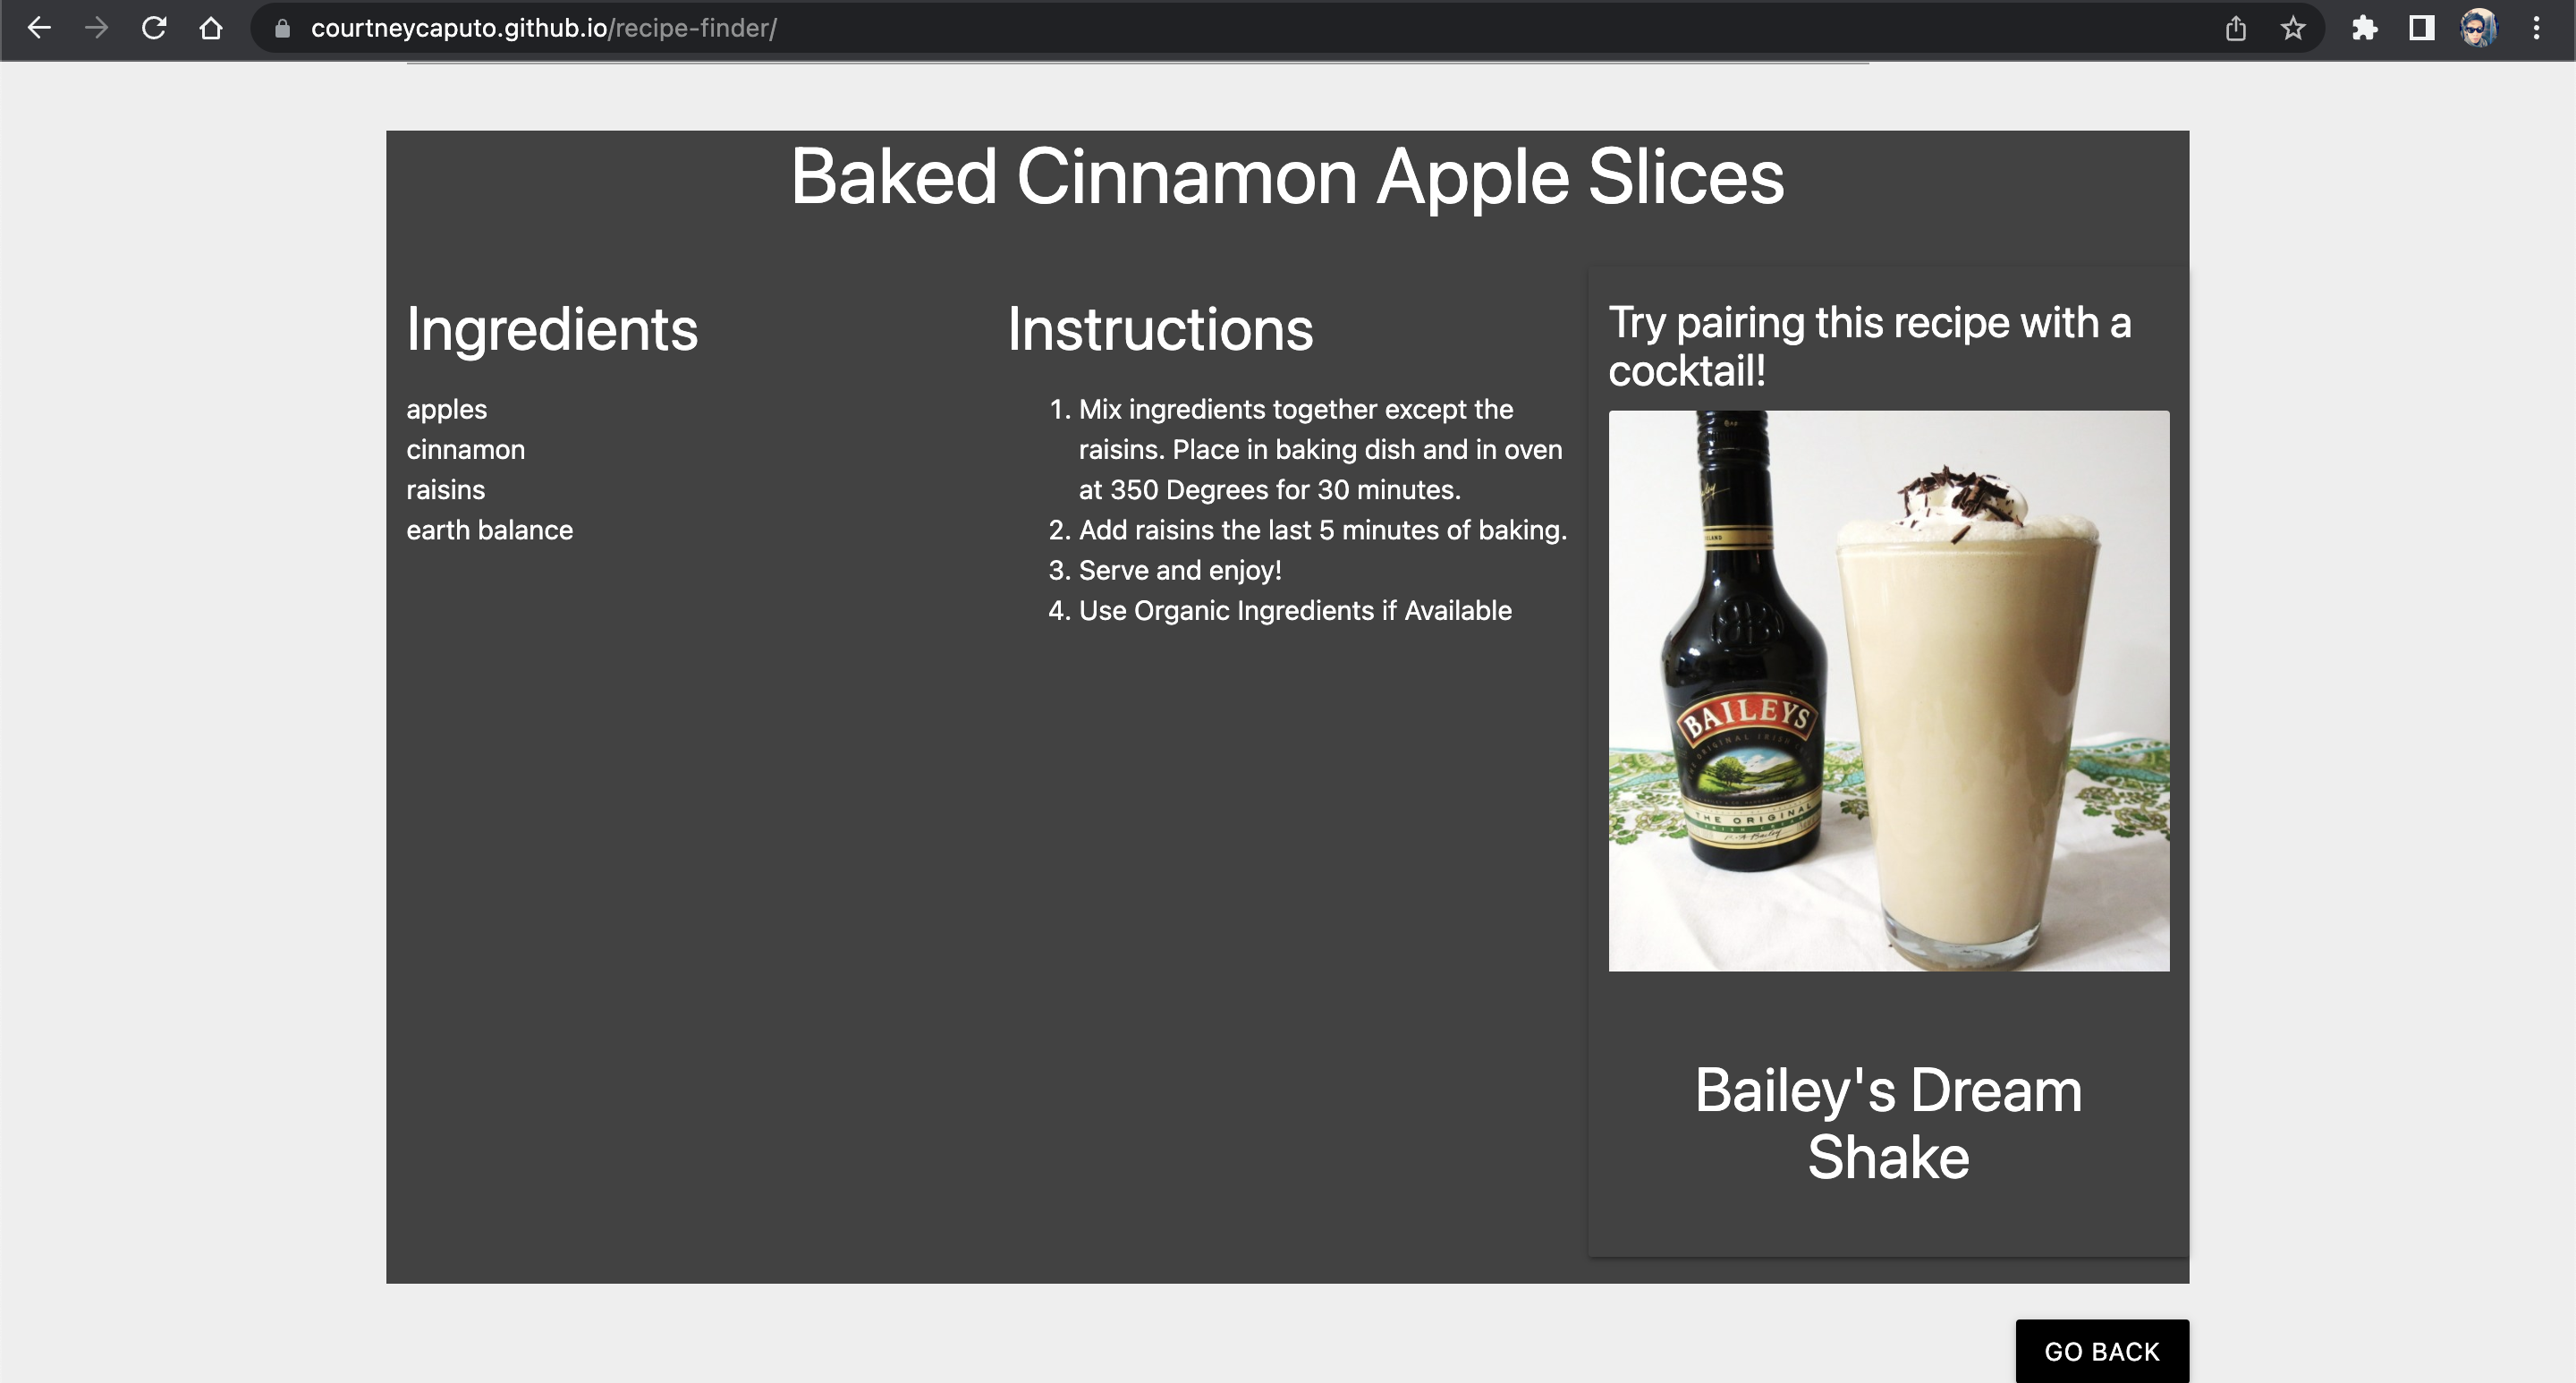 courtneycaputo.github.io/recipe-finder/
Baked Cinnamon Apple Slices
Ingredients
apples
cinnamon
raisins
earth balance
Instructions
1. Mix ingredients together except the
raisins. Place in baking dish and in oven
at 350 Degrees for 30 minutes.
2. Add raisins the last 5 minutes of baking.
3. Serve and enjoy!
4. Use Organic Ingredients if Available
Try pairing this recipe with a
cocktail!
BAILEYS
THE ORIGINAL
Bailey's Dream
Shake
GO BACK